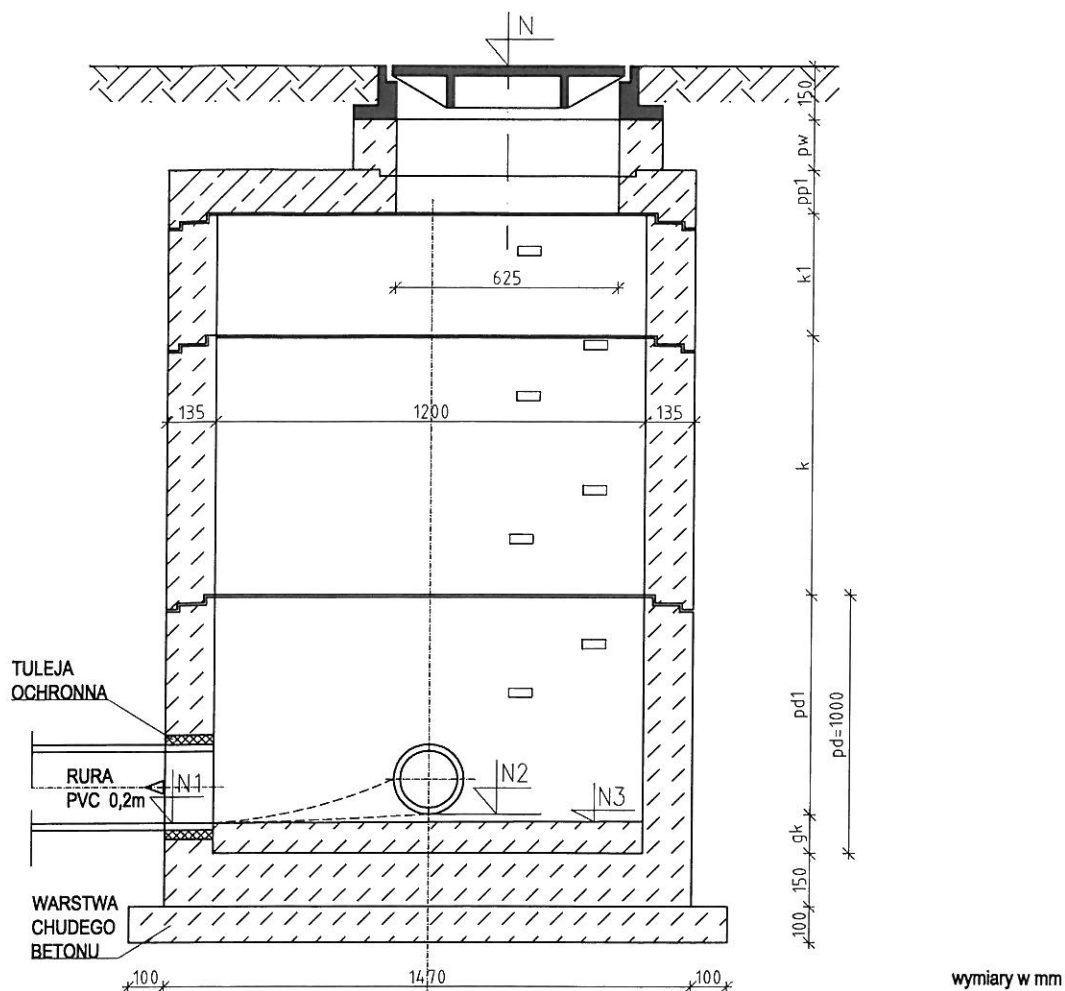 N
150
pw
pp1
k1
625
135
1200
135
k
TULEJA
OCHRONNA
pd1
pd=1000
RURA
PVC 0,2m
N1
N2
N3
gk
150
WARSTWA
CHUDEGO
BETONU
100
100
1470
100
wymiary w mm